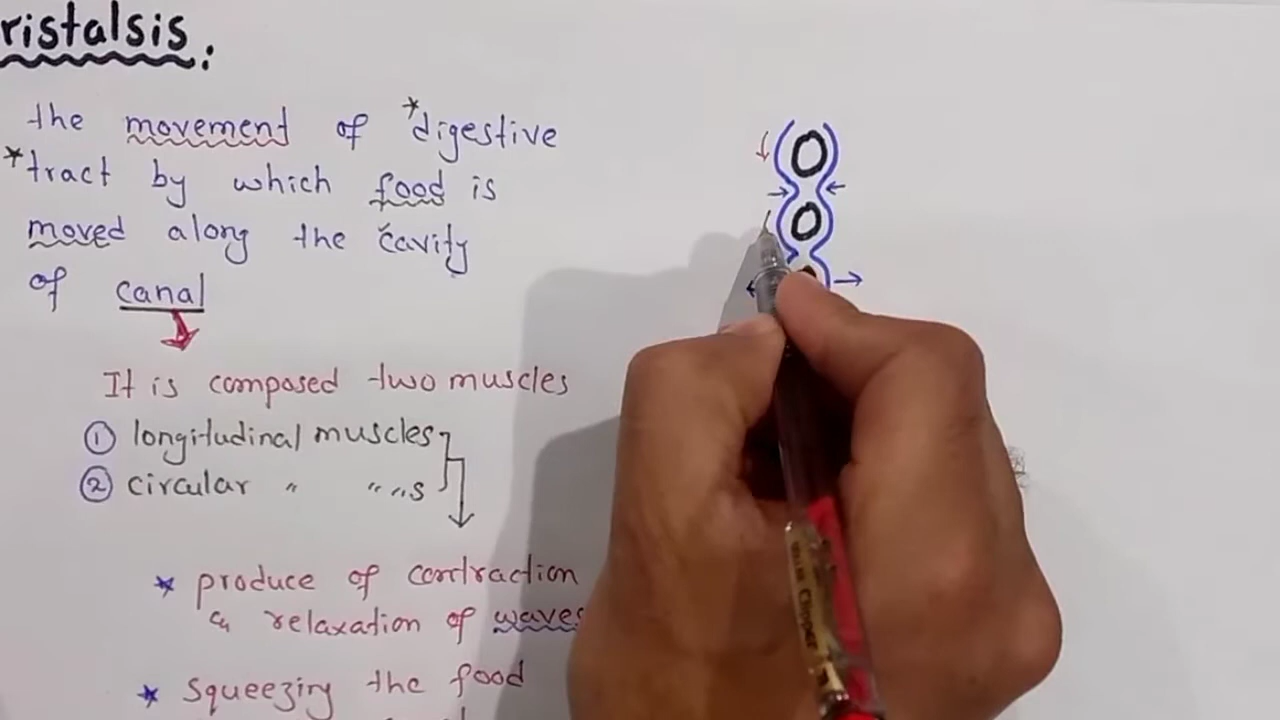 ristalsis:
the movement of *digestive
*tract by which food is
moved along the cavity
of canal
It is composed two muscles
① longitudinal muscles
② circular " " "s
* produce of contraction
& relaxation of waves
* squeezing the food